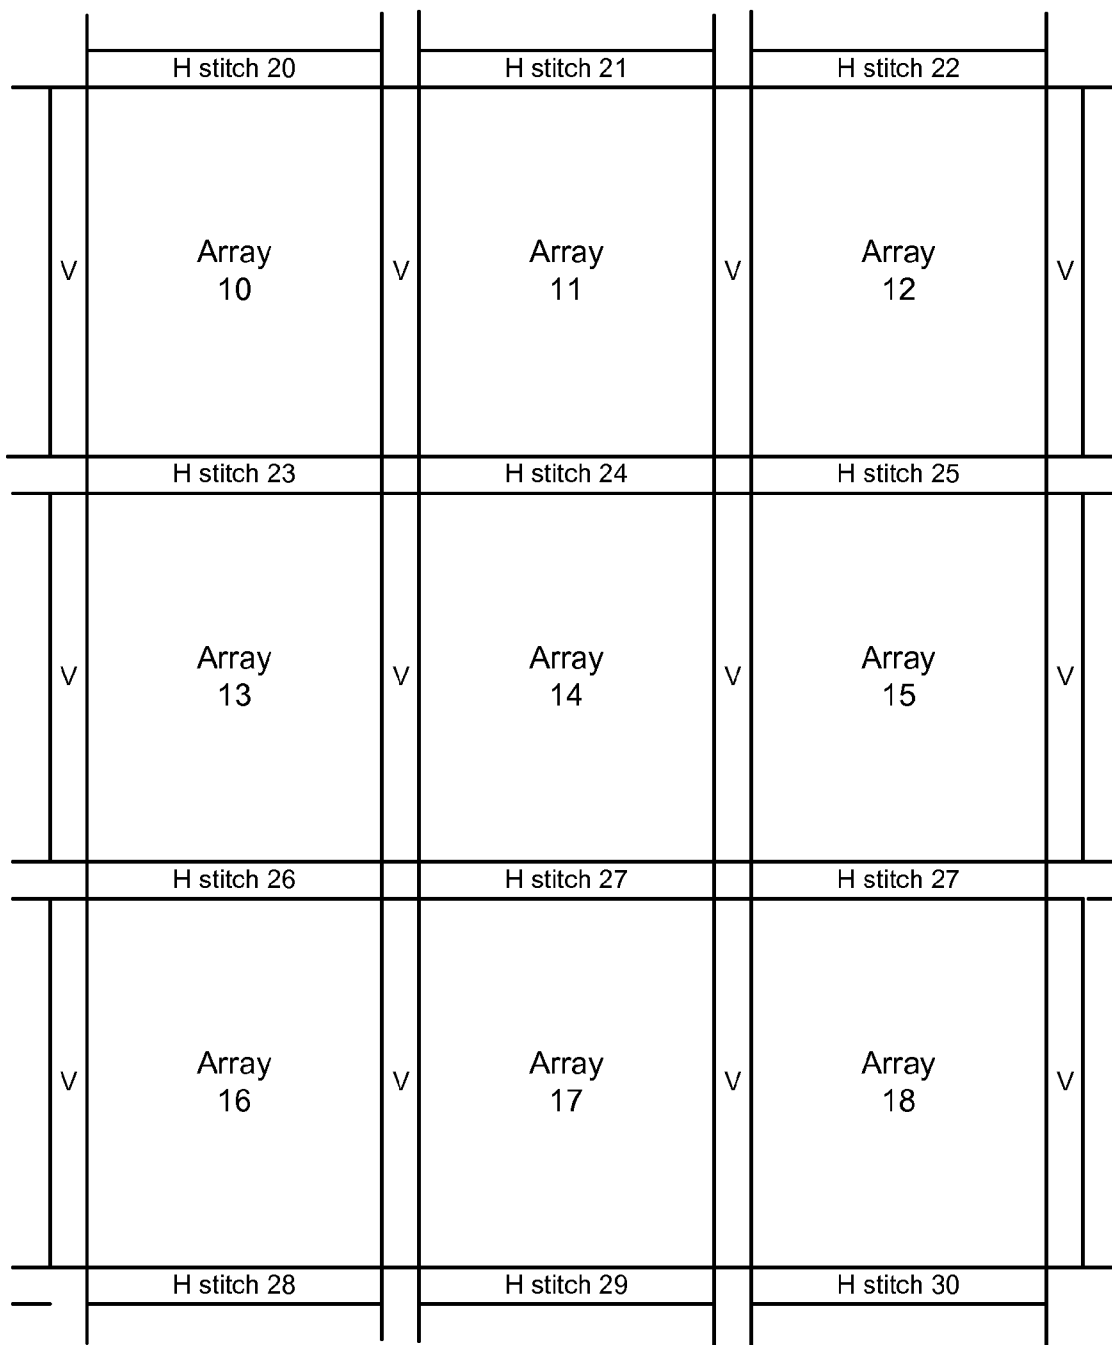 H stitch 20
H stitch 21
H stitch 22
V
Array
10
V
Array
11
V
Array
12
V
H stitch 23
H stitch 24
H stitch 25
V
Array
13
V
Array
14
V
Array
15
V
H stitch 26
H stitch 27
H stitch 27
V
Array
16
V
Array
17
V
Array
18
V
H stitch 28
H stitch 29
H stitch 30